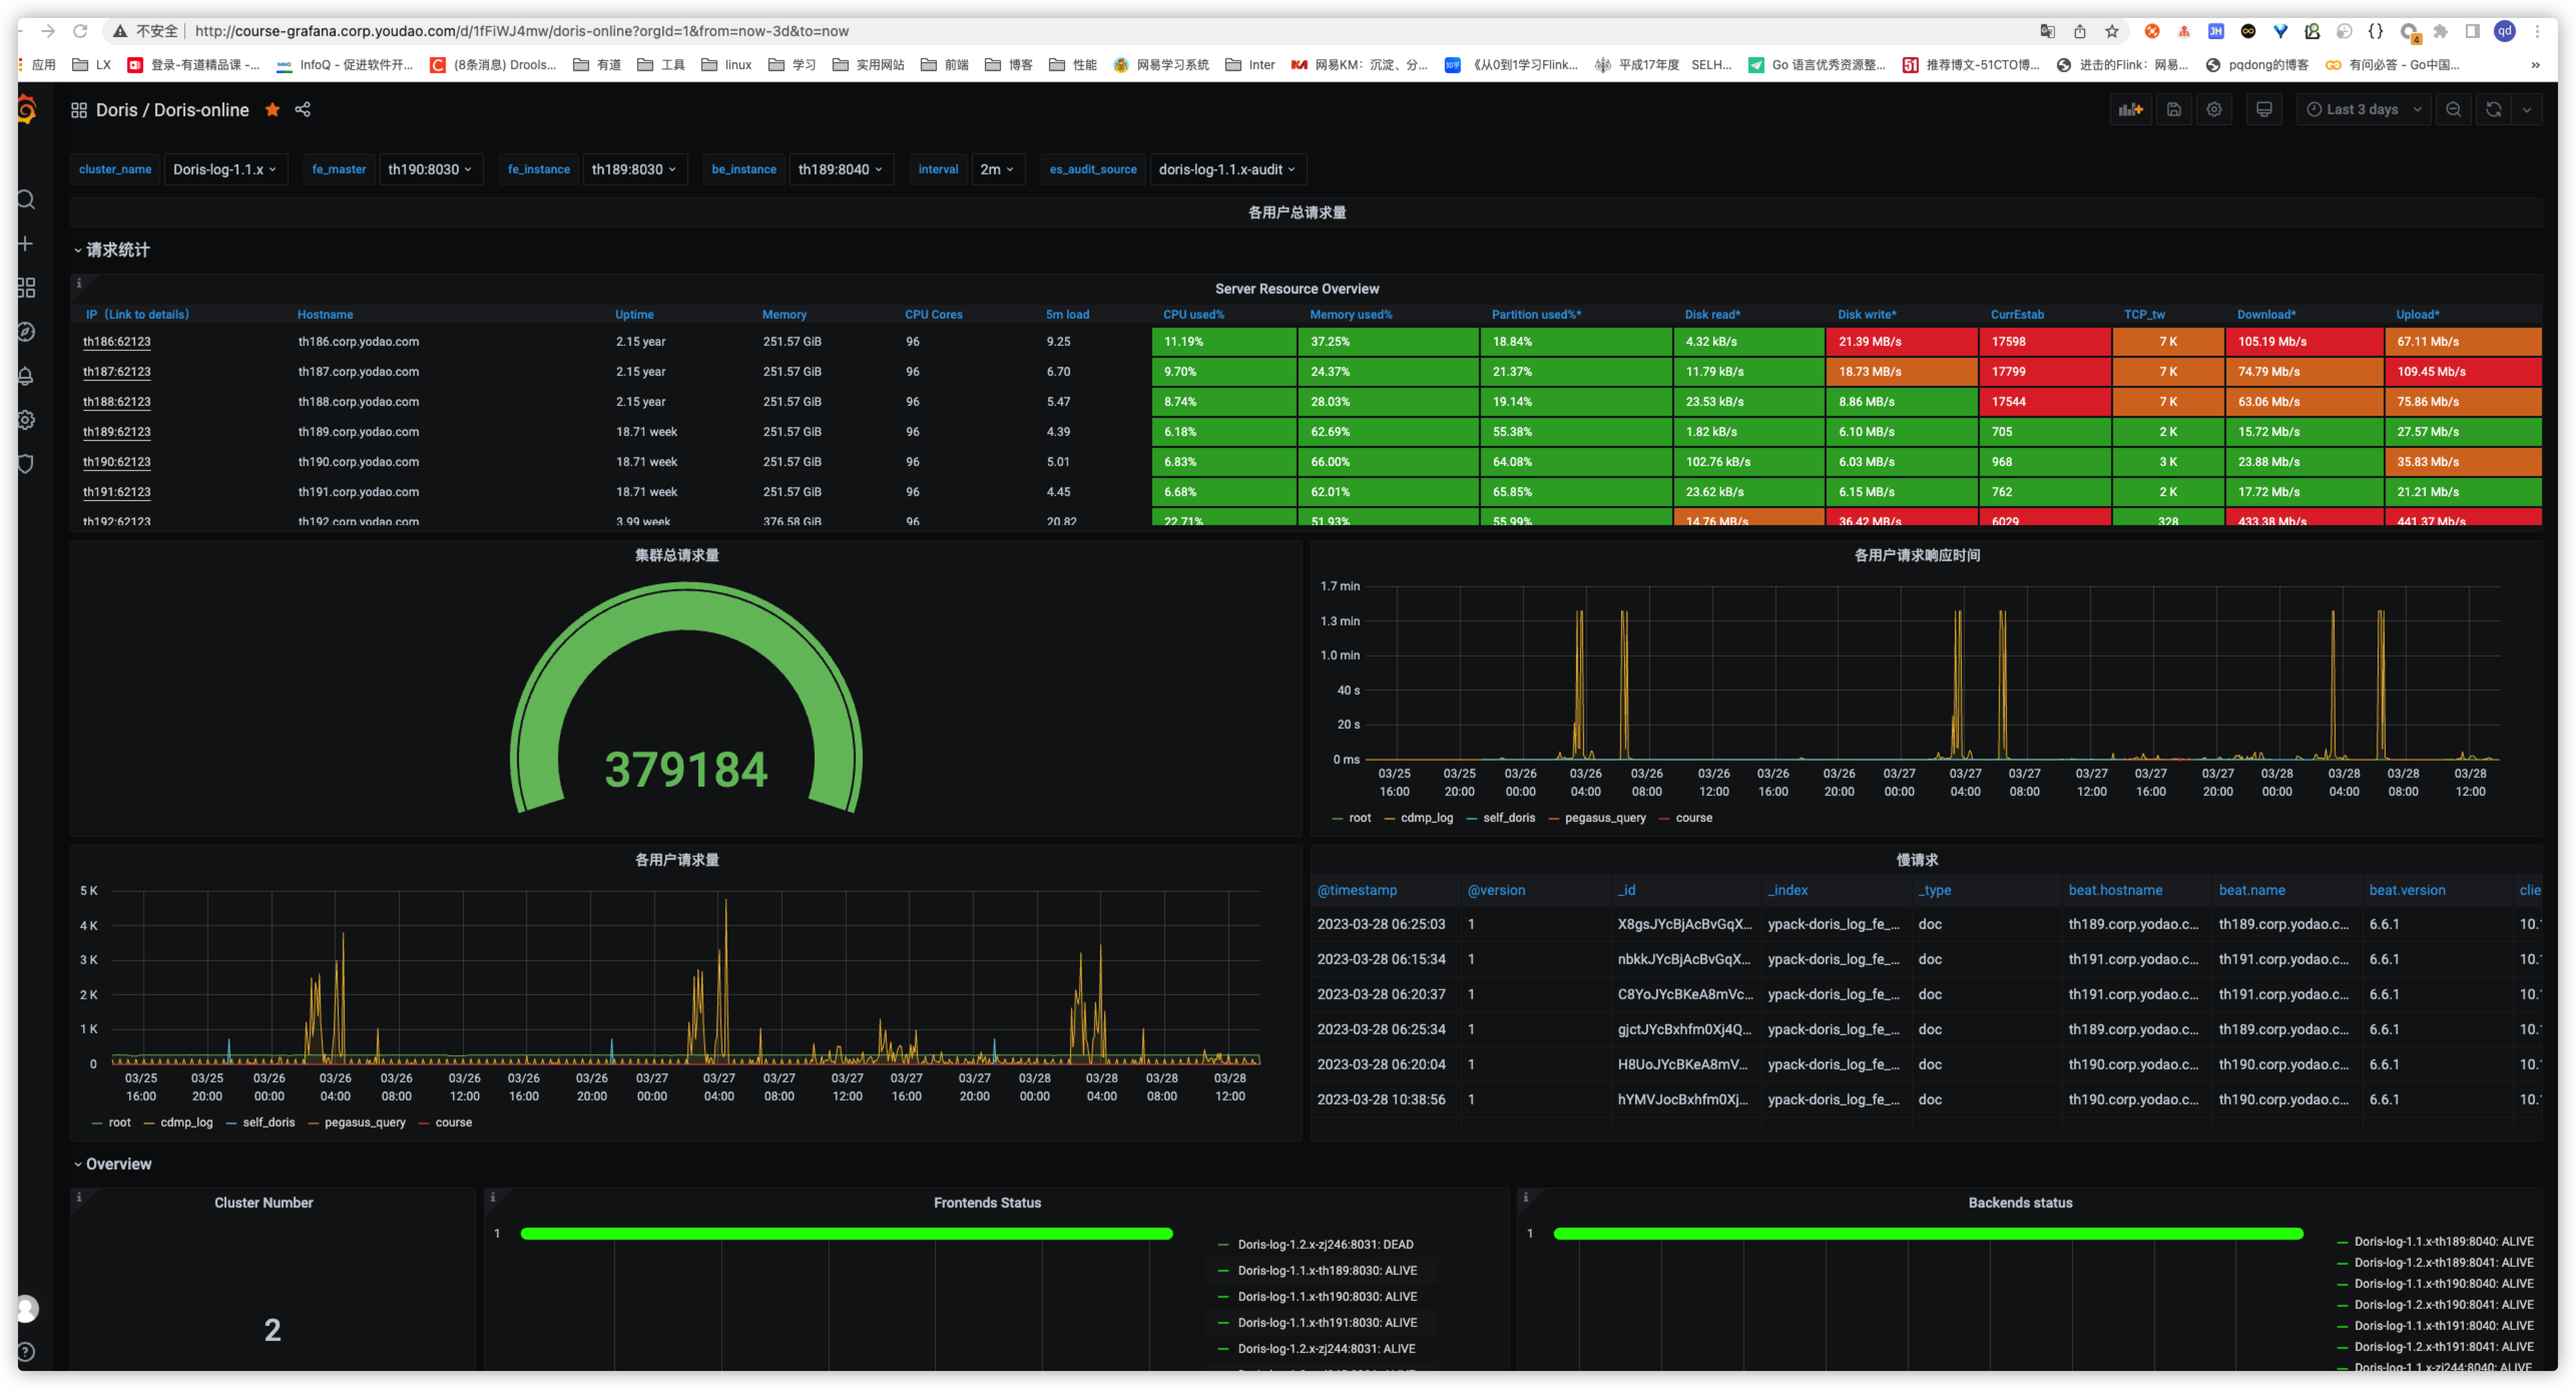 不安全 http://course-grafana.corp.youdao.com/d/1fFiWJ4mw/doris-online?orgId=1&from=now-3d&to=now
应用 LX 登录-有道精品课 -... InfoQ - 促进软件开... (8条消息) Drools... 有道 工具 linux 学习 实用网站 前端 博客 性能 网易学习系统 Inter 网易KM：沉淀、分... 《从0到1学习Flink... 平成17年度 SELH... Go 语言优秀资源整... 推荐博文-51CTO博... 进击的Flink：网易... pqdong的博客 有问必答 - Go中国...
Doris / Doris-online Last 3 days
cluster_name Doris-log-1.1.x fe_master th190:8030 fe_instance th189:8030 be_instance th189:8040 interval 2m es_audit_source doris-log-1.1.x-audit
各用户总请求量
请求统计
Server Resource Overview
IP（Link to details） Hostname Uptime Memory CPU Cores 5m load CPU used% Memory used% Partition used%* Disk read* Disk write* CurrEstab TCP_tw Download* Upload*
th186:62123 th186.corp.yodao.com 2.15 year 251.57 GiB 96 9.25 11.19% 37.25% 18.84% 4.32 kB/s 21.39 MB/s 17598 7 K 105.19 Mb/s 67.11 Mb/s
th187:62123 th187.corp.yodao.com 2.15 year 251.57 GiB 96 6.70 9.70% 24.37% 21.37% 11.79 kB/s 18.73 MB/s 17799 7 K 74.79 Mb/s 109.45 Mb/s
th188:62123 th188.corp.yodao.com 2.15 year 251.57 GiB 96 5.47 8.74% 28.03% 19.14% 23.53 kB/s 8.86 MB/s 17544 7 K 63.06 Mb/s 75.86 Mb/s
th189:62123 th189.corp.yodao.com 18.71 week 251.57 GiB 96 4.39 6.18% 62.69% 55.38% 1.82 kB/s 6.10 MB/s 705 2 K 15.72 Mb/s 27.57 Mb/s
th190:62123 th190.corp.yodao.com 18.71 week 251.57 GiB 96 5.01 6.83% 66.00% 64.08% 102.76 kB/s 6.03 MB/s 968 3 K 23.88 Mb/s 35.83 Mb/s
th191:62123 th191.corp.yodao.com 18.71 week 251.57 GiB 96 4.45 6.68% 62.01% 65.85% 23.62 kB/s 6.15 MB/s 762 2 K 17.72 Mb/s 21.21 Mb/s
th192:62123 th192.corp.yodao.com 3.99 week 376.58 GiB 96 20.82 22.71% 51.93% 55.99% 14.76 MB/s 36.42 MB/s 6029 328 433.38 Mb/s 441.37 Mb/s
集群总请求量
379184
各用户请求响应时间
1.7 min
1.3 min
1.0 min
40 s
20 s
0 ms
03/25 03/25 03/26 03/26 03/26 03/26 03/26 03/26 03/27 03/27 03/27 03/27 03/27 03/27 03/28 03/28 03/28 03/28
16:00 20:00 00:00 04:00 08:00 12:00 16:00 20:00 00:00 04:00 08:00 12:00 16:00 20:00 00:00 04:00 08:00 12:00
root cdmp_log self_doris pegasus_query course
各用户请求量
5 K
4 K
3 K
2 K
1 K
0
03/25 03/25 03/26 03/26 03/26 03/26 03/26 03/26 03/27 03/27 03/27 03/27 03/27 03/27 03/28 03/28 03/28 03/28
16:00 20:00 00:00 04:00 08:00 12:00 16:00 20:00 00:00 04:00 08:00 12:00 16:00 20:00 00:00 04:00 08:00 12:00
root cdmp_log self_doris pegasus_query course
慢请求
@timestamp @version _id _index _type beat.hostname beat.name beat.version clie
2023-03-28 06:25:03 1 X8gsJYcBjAcBvGqX... ypack-doris_log_fe_... doc th189.corp.yodao.c... th189.corp.yodao.c... 6.6.1 10.
2023-03-28 06:15:34 1 nbkkJYcBjAcBvGqX... ypack-doris_log_fe_... doc th191.corp.yodao.c... th191.corp.yodao.c... 6.6.1 10.
2023-03-28 06:20:37 1 C8YoJYcBKeA8mVc... ypack-doris_log_fe_... doc th191.corp.yodao.c... th191.corp.yodao.c... 6.6.1 10.
2023-03-28 06:25:34 1 gjctJYcBxhfm0Xj4Q... ypack-doris_log_fe_... doc th189.corp.yodao.c... th189.corp.yodao.c... 6.6.1 10.
2023-03-28 06:20:04 1 H8UoJYcBKeA8mV... ypack-doris_log_fe_... doc th190.corp.yodao.c... th190.corp.yodao.c... 6.6.1 10.
2023-03-28 10:38:56 1 hYMVJocBxhfm0Xj... ypack-doris_log_fe_... doc th190.corp.yodao.c... th190.corp.yodao.c... 6.6.1 10.
Overview
Cluster Number
2
Frontends Status
1
Doris-log-1.2.x-zj246:8031: DEAD
Doris-log-1.1.x-th189:8030: ALIVE
Doris-log-1.1.x-th190:8030: ALIVE
Doris-log-1.1.x-th191:8030: ALIVE
Doris-log-1.2.x-zj244:8031: ALIVE
Backends status
1
Doris-log-1.1.x-th189:8040: ALIVE
Doris-log-1.2.x-th189:8041: ALIVE
Doris-log-1.1.x-th190:8040: ALIVE
Doris-log-1.2.x-th190:8041: ALIVE
Doris-log-1.1.x-th191:8040: ALIVE
Doris-log-1.2.x-th191:8041: ALIVE
Doris-log-1.1.x-zj244:8040: ALIVE